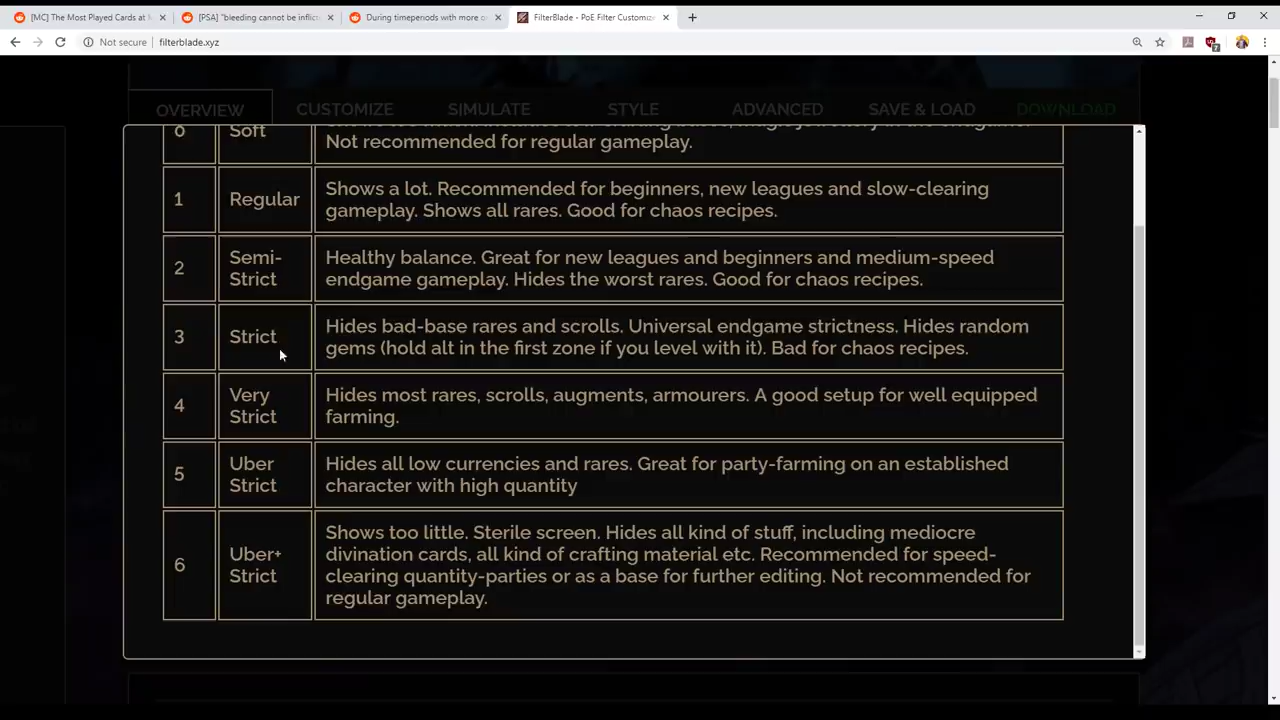 [MC] The Most Played Cards at
[PSA] "bleeding cannot be inflic
During timeperiods with more o
FilterBlade - PoE Filter Customiz
Not secure
filterblade.xyz
OVERVIEW
CUSTOMIZE
SIMULATE
STYLE
ADVANCED
SAVE & LOAD
DOWNLOAD
0
Soft
Not recommended for regular gameplay.
1
Regular
Shows a lot. Recommended for beginners, new leagues and slow-clearing
gameplay. Shows all rares. Good for chaos recipes.
2
Semi-
Strict
Healthy balance. Great for new leagues and beginners and medium-speed
endgame gameplay. Hides the worst rares. Good for chaos recipes.
3
Strict
Hides bad-base rares and scrolls. Universal endgame strictness. Hides random
gems (hold alt in the first zone if you level with it). Bad for chaos recipes.
4
Very
Strict
Hides most rares, scrolls, augments, armourers. A good setup for well equipped
farming.
5
Uber
Strict
Hides all low currencies and rares. Great for party-farming on an established
character with high quantity
6
Uber+
Strict
Shows too little. Sterile screen. Hides all kind of stuff, including mediocre
divination cards, all kind of crafting material etc. Recommended for speed-
clearing quantity-parties or as a base for further editing. Not recommended for
regular gameplay.